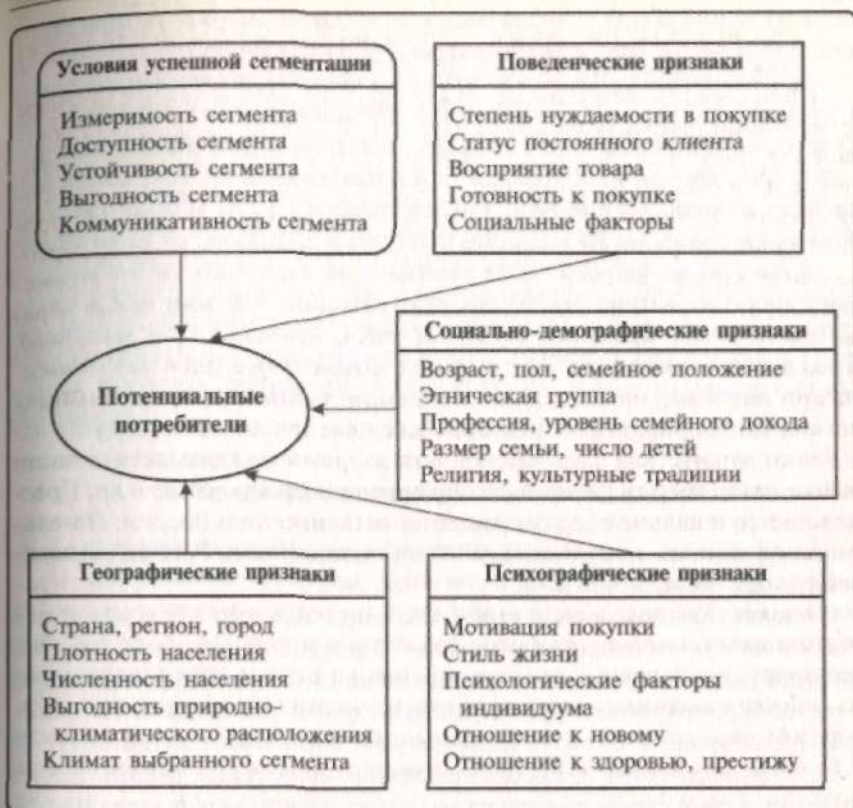 Условия успешной сегментации
Измеримость сегмента
Доступность сегмента
Устойчивость сегмента
Выгодность сегмента
Коммуникативность сегмента
Поведенческие признаки
Степень нуждаемости в покупке
Статус постоянного клиента
Восприятие товара
Готовность к покупке
Социальные факторы
Потенциальные
потребители
Социально-демографические признаки
Возраст, пол, семейное положение
Этническая группа
Профессия, уровень семейного дохода
Размер семьи, число детей
Религия, культурные традиции
Географические признаки
Страна, регион, город
Плотность населения
Численность населения
Выгодность природно-
климатического расположения
Климат выбранного сегмента
Психографические признаки
Мотивация покупки
Стиль жизни
Психологические факторы
индивидуума
Отношение к новому
Отношение к здоровью, престижу